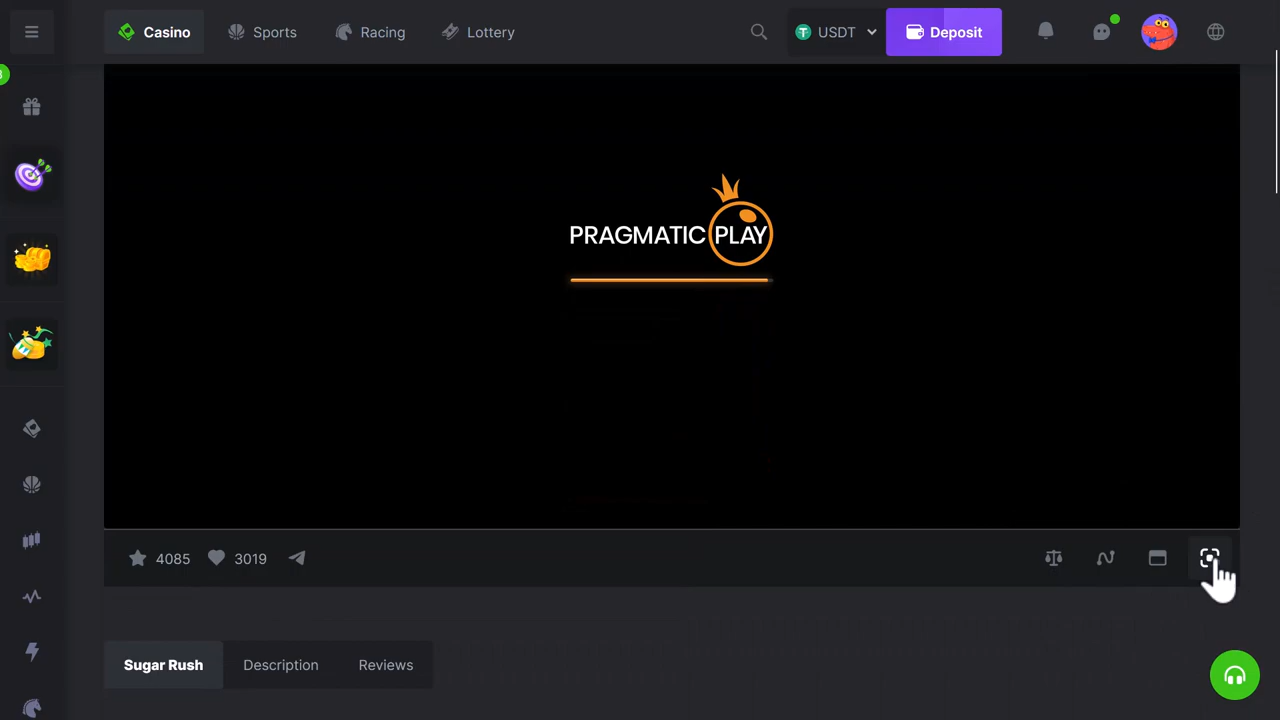 Casino
Sports
Racing
Lottery
USDT
Deposit
PRAGMATIC PLAY
4085
3019
Sugar Rush
Description
Reviews